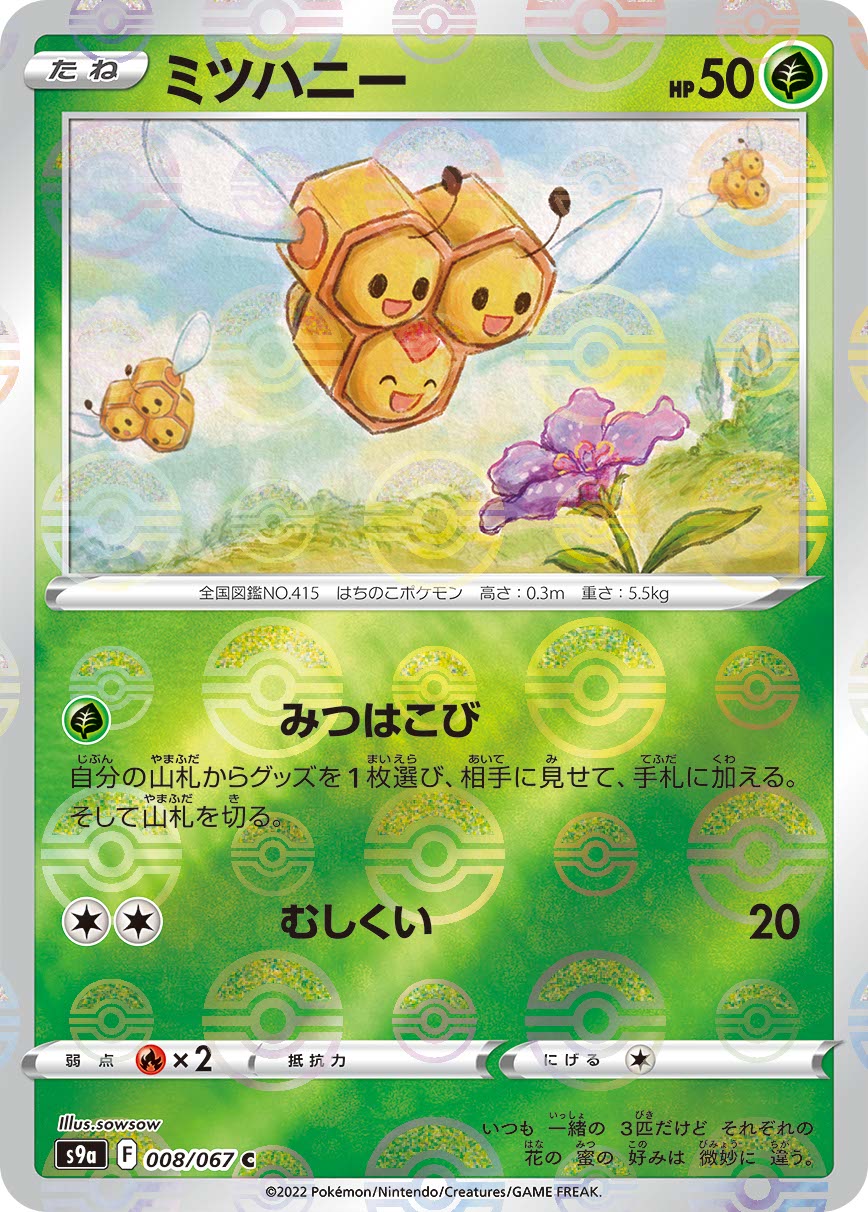 たね ミツハニー HP50
全国図鑑NO.415 はちのこポケモン 高さ:0.3m 重さ:5.5kg
みつはこび
自分の山札からグッズを1枚選び、相手に見せて、手札に加える。
そして山札を切る。
むしくい 20
弱点 ×2 抵抗力 にげる
Illus.sowsow
いつも 一緒の 3匹だけど それぞれの
花の 蜜の 好みは 微妙に 違う。
s9a F 008/067 C
©2022 Pokémon/Nintendo/Creatures/GAME FREAK.